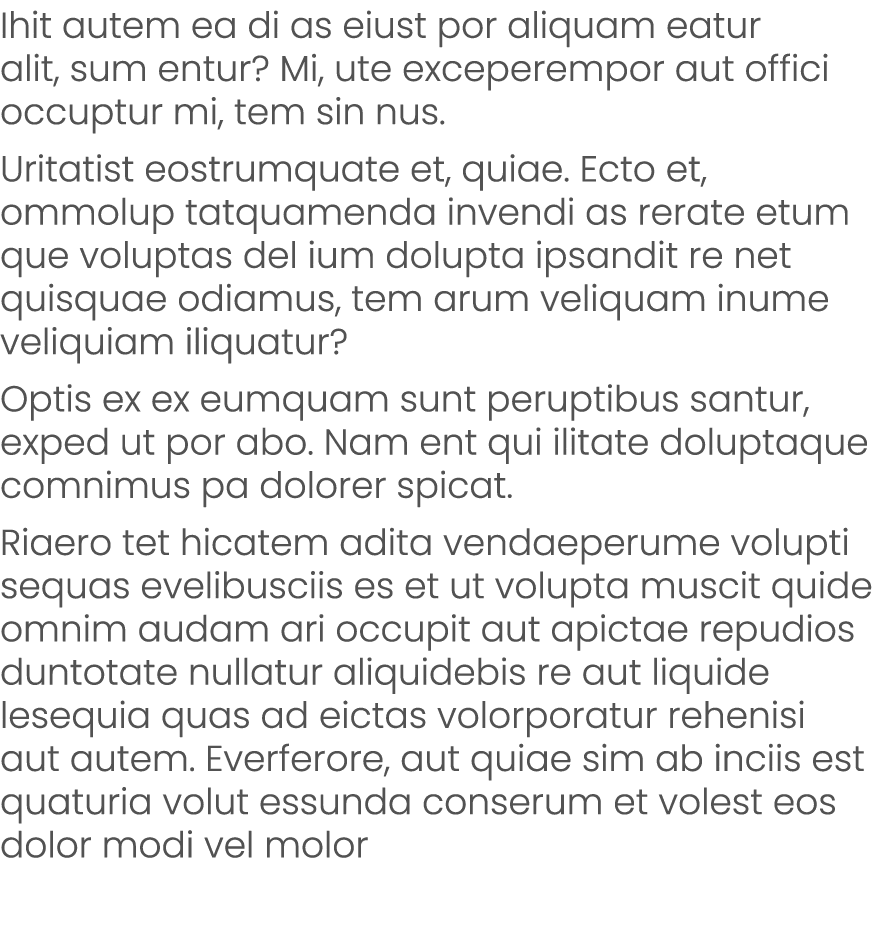 Ihit autem ea di as eiust por aliquam eatur
alit, sum entur? Mi, ute exceperempor aut offici
occuptur mi, tem sin nus.
Uritatist eostrumquate et, quiae. Ecto et,
ommolup tatquamenda invendi as rerate etum
que voluptas del ium dolupta ipsandit re net
quisquae odiamus, tem arum veliquam inume
veliquiam iliquatur?
Optis ex ex eumquam sunt peruptibus santur,
exped ut por abo. Nam ent qui ilitate doluptaque
comnimus pa dolorer spicat.
Riaero tet hicatem adita vendaeperume volupti
sequas evelibusciis es et ut volupta muscit quide
omnim audam ari occupit aut apictae repudios
duntotate nullatur aliquidebis re aut liquide
lesequia quas ad eictas volorporatur rehenisi
aut autem. Everferore, aut quiae sim ab inciis est
quaturia volut essunda conserum et volest eos
dolor modi vel molor